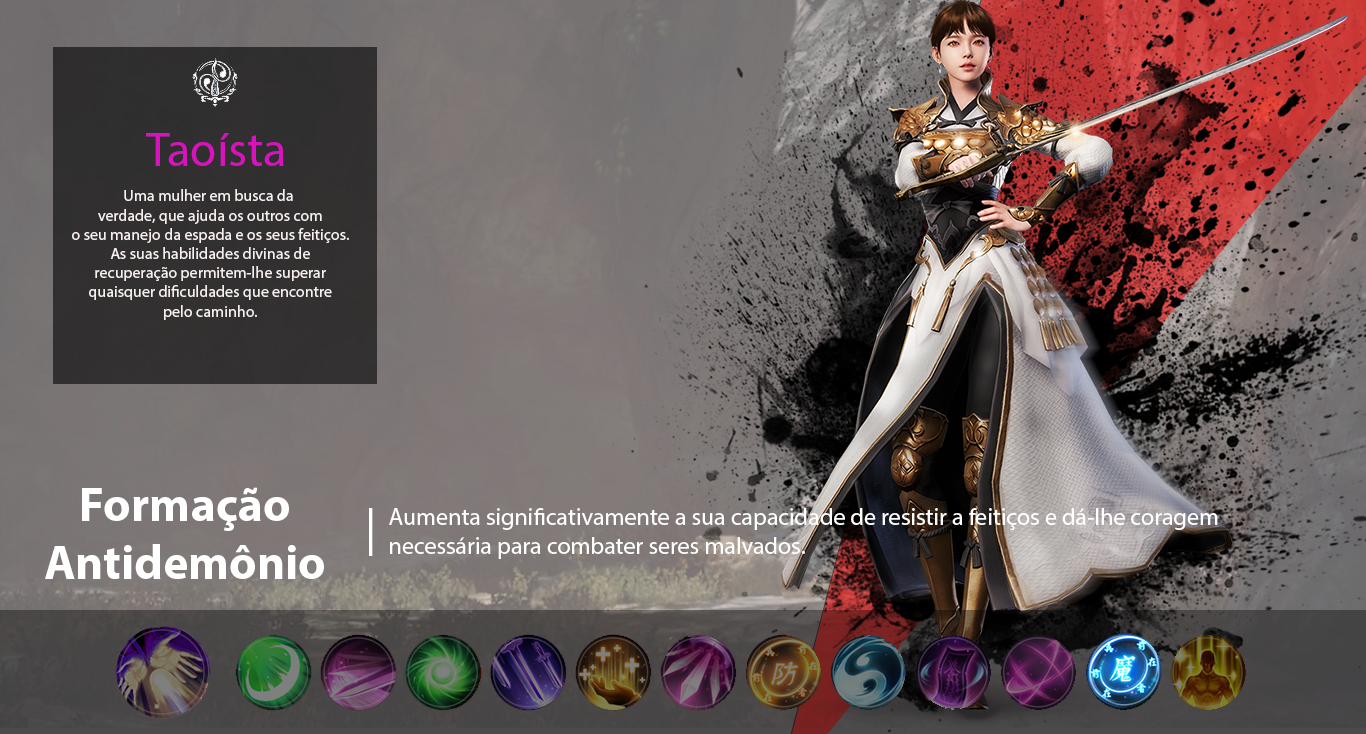 Taoísta
Uma mulher em busca da
verdade, que ajuda os outros com
o seu manejo da espada e os seus feitiços.
As suas habilidades divinas de
recuperação permitem-lhe superar
quaisquer dificuldades que encontre
pelo caminho.
Formação
Antidemônio
Aumenta significativamente a sua capacidade de resistir a feitiços e dá-lhe coragem
necessária para combater seres malvados.
防
魔